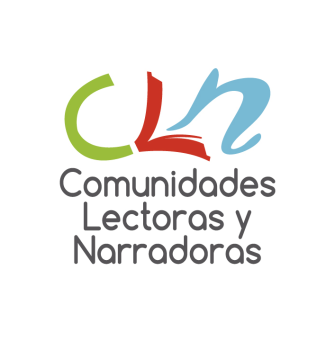 CLn
Comunidades
Lectoras y
Narradoras